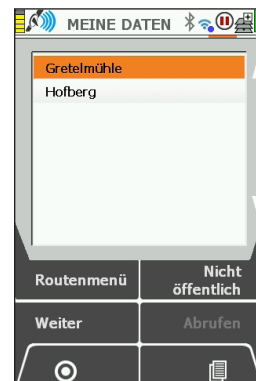 MEINE DATEN
Gretelmühle
Hofberg
Routenmenü
Nicht
öffentlich
Weiter
Abrufen